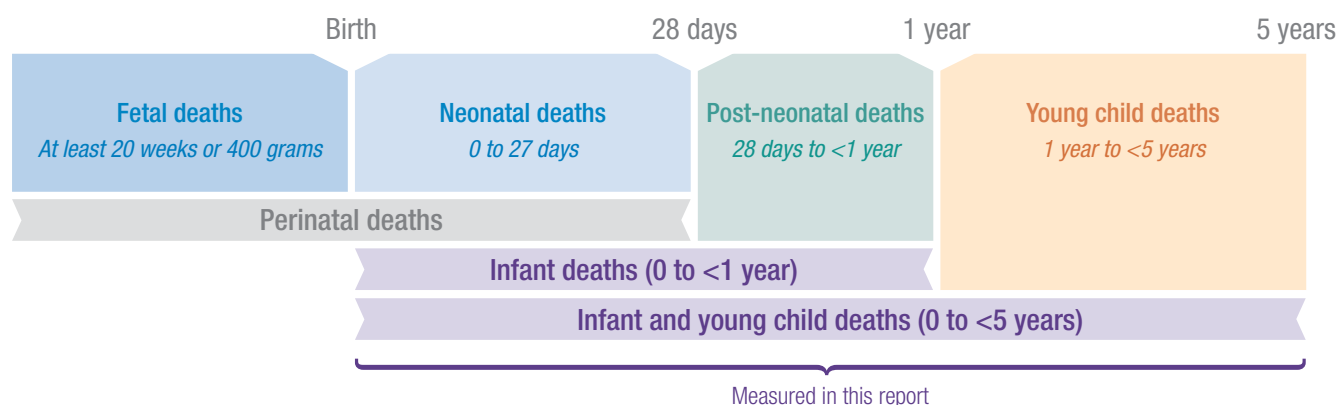 Birth
28 days
1 year
5 years
Fetal deaths
At least 20 weeks or 400 grams
Neonatal deaths
0 to 27 days
Post-neonatal deaths
28 days to <1 year
Young child deaths
1 year to <5 years
Perinatal deaths
Infant deaths (0 to <1 year)
Infant and young child deaths (0 to <5 years)
Measured in this report